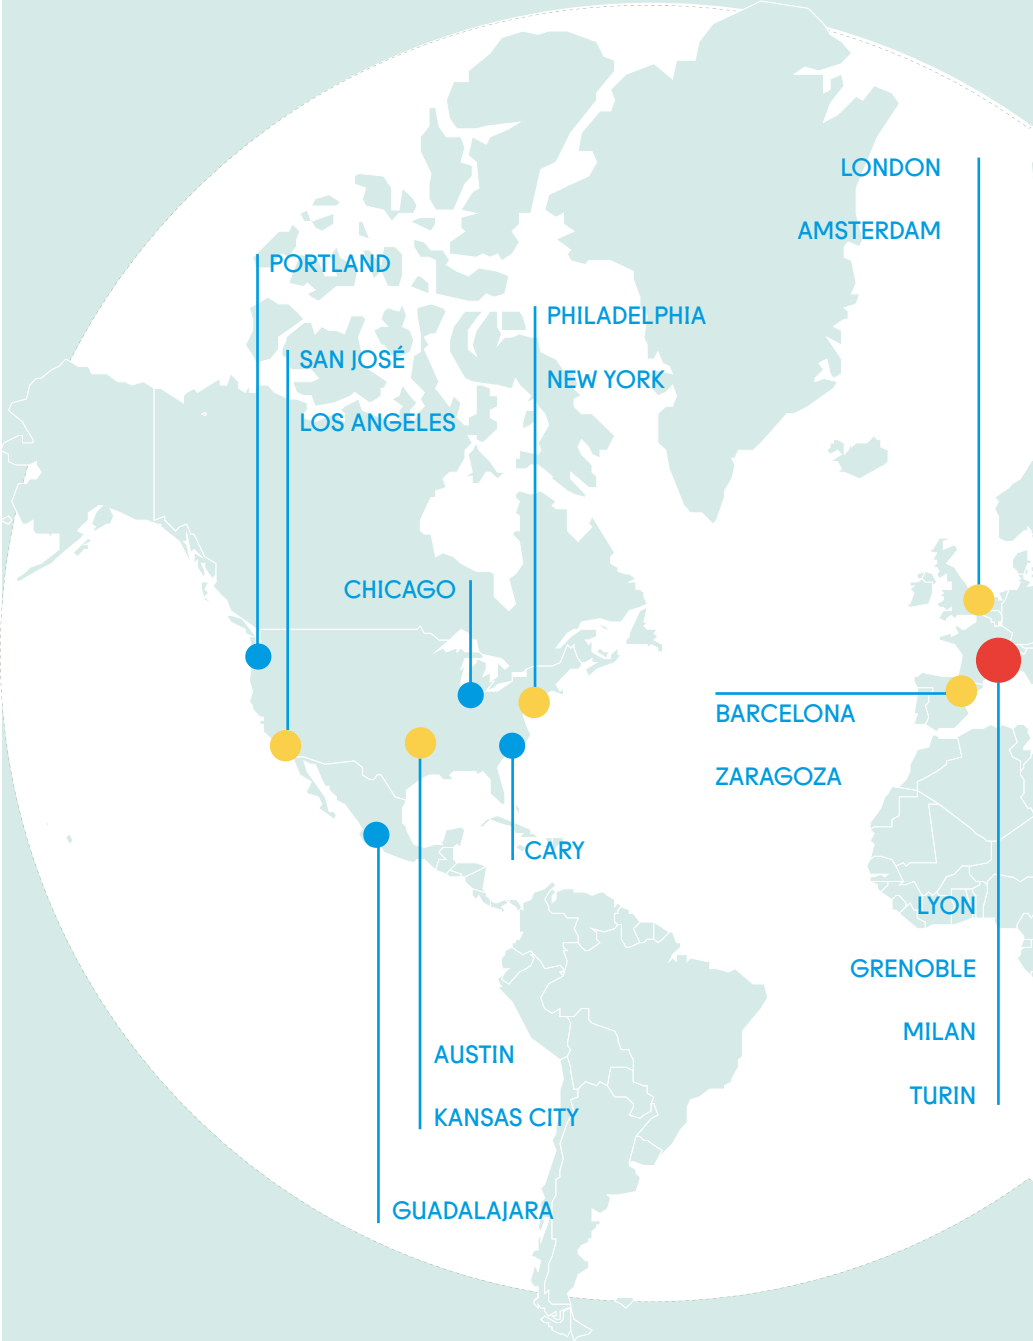 LONDON
AMSTERDAM
PORTLAND
PHILADELPHIA
SAN JOSÉ
NEW YORK
LOS ANGELES
CHICAGO
BARCELONA
ZARAGOZA
CARY
LYON
GRENOBLE
MILAN
AUSTIN
TURIN
KANSAS CITY
GUADALAJARA